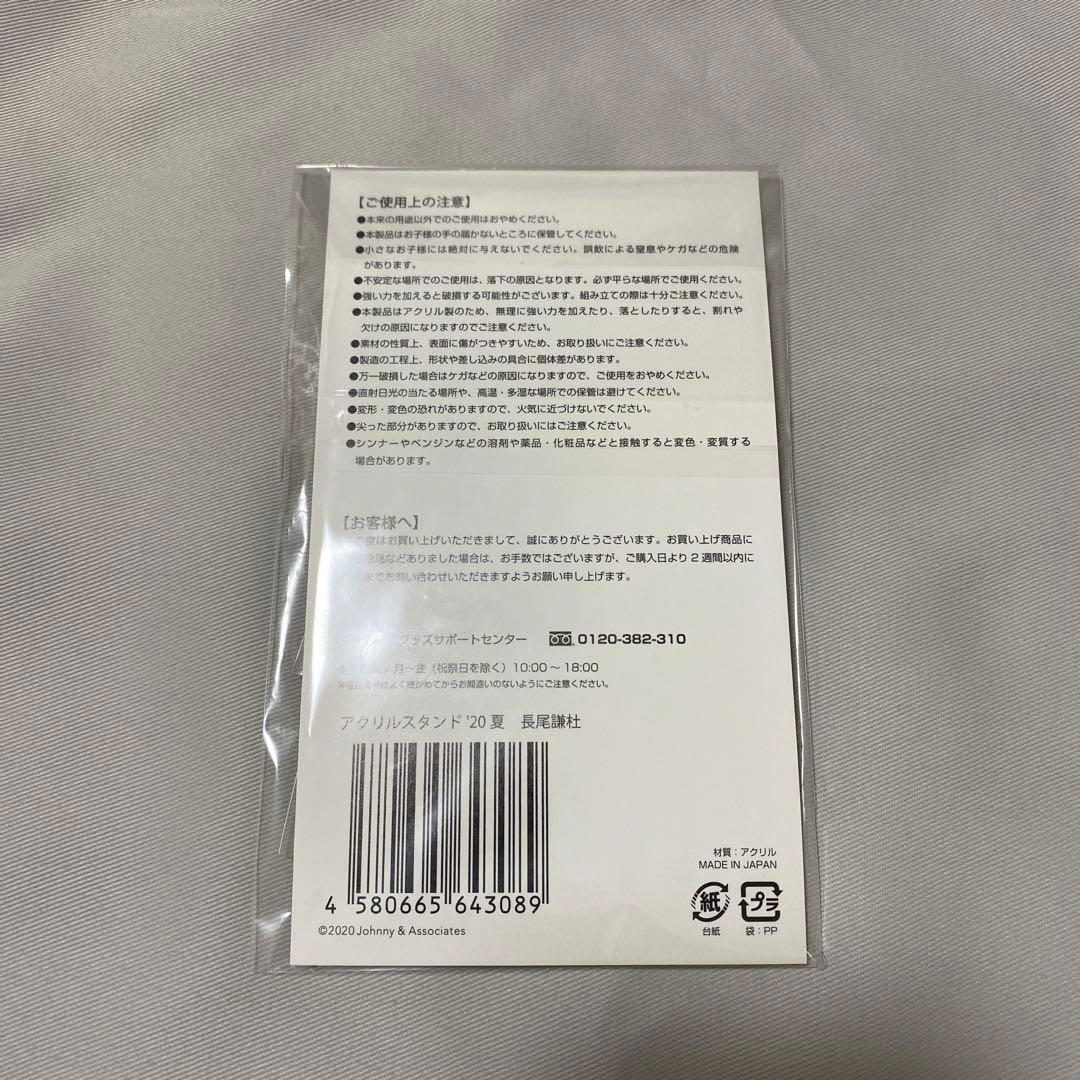 【ご使用上の注意】
●本来の用途以外でのご使用はおやめください。
●本製品はお子様の手の届かないところに保管してください。
●小さなお子様には絶対に与えないでください。誤飲による窒息やケガなどの危険
があります。
●不安定な場所でのご使用は、落下の原因となります。必ず平らな場所でご使用ください。
●強い力を加えると破損する可能性がございます。組み立ての際は十分ご注意ください。
●本製品はアクリル製のため、無理に強い力を加えたり、落としたりすると、割れや
欠けの原因になりますのでご注意ください。
●素材の性質上、表面に傷がつきやすいため、お取り扱いにご注意ください。
●製造の工程上、形状や差し込みの具合に個体差があります。
●万一破損した場合はケガなどの原因になりますので、ご使用をおやめください。
●直射日光の当たる場所や、高温・多湿な場所での保管は避けてください。
●変形・変色の恐れがありますので、火気に近づけないでください。
●尖った部分がありますので、お取り扱いにはご注意ください。
●シンナーやベンジンなどの溶剤や薬品・化粧品などと接触すると変色・変質する
場合があります。
【お客様へ】
度はお買い上げいただきまして、誠にありがとうございます。お買い上げ商品に
品などありました場合は、お手数ではございますが、ご購入日より2週間以内に
までお問い合わせいただきますようお願い申し上げます。
グッズサポートセンター 0120-382-310
月〜金（祝祭日を除く）10:00〜18:00
よく確かめてからお間違いのないようにご注意ください。
アクリルスタンド'20夏 長尾謙杜
4 580665 643089
©2020 Johnny & Associates
材質：アクリル
MADE IN JAPAN
紙 プラ
台紙 袋：PP